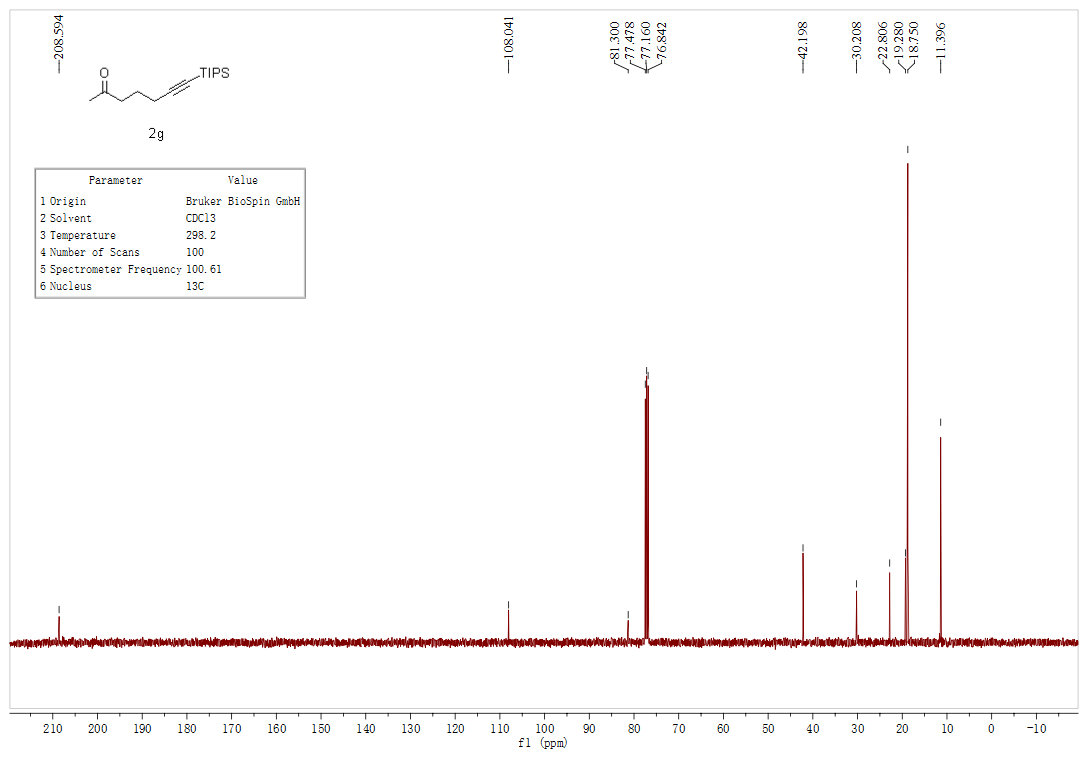 208.594
108.041
81.300
77.478
77.160
76.842
42.198
30.208
22.806
19.280
18.750
11.396
O
TIPS
2g
Parameter Value
1 Origin Bruker BioSpin GmbH
2 Solvent CDCl3
3 Temperature 298.2
4 Number of Scans 100
5 Spectrometer Frequency 100.61
6 Nucleus 13C
210 200 190 180 170 160 150 140 130 120 110 100 90 80 70 60 50 40 30 20 10 0 -10
f1 (ppm)